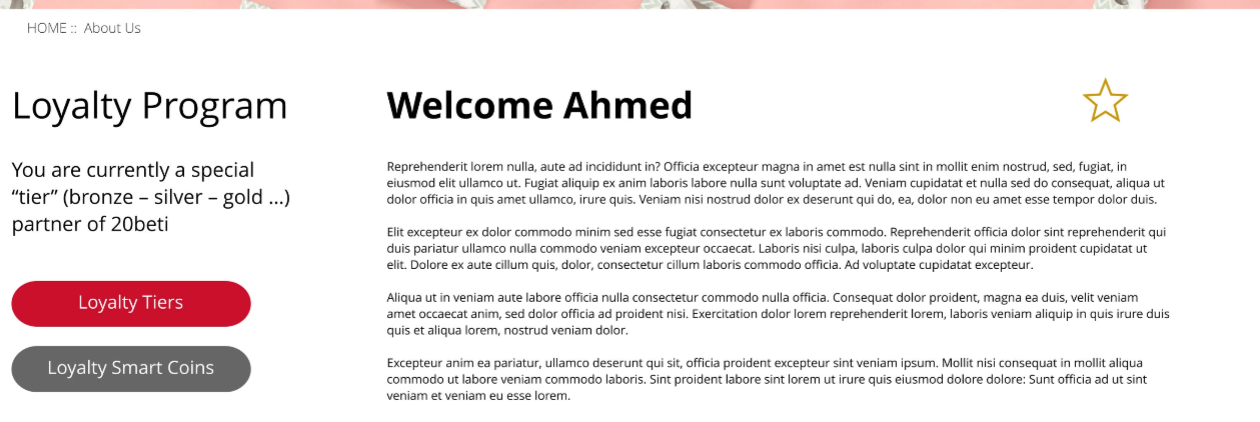 HOME :: About Us
Loyalty Program
You are currently a special
“tier” (bronze – silver – gold ...)
partner of 20beti
Loyalty Tiers
Loyalty Smart Coins
Welcome Ahmed
Reprehenderit lorem nulla, aute ad incididunt in? Officia excepteur magna in amet est nulla sint in mollit enim nostrud, sed, fugiat, in
eiusmod elit ullamco ut. Fugiat aliquip ex anim laboris labore nulla sunt voluptate ad. Veniam cupidatat et nulla sed do consequat, aliqua ut
dolor officia in quis amet ullamco, irure quis. Veniam nisi nostrud dolor ex deserunt qui do, ea, dolor non eu amet esse tempor dolor duis.
Elit excepteur ex dolor commodo minim sed esse fugiat consectetur ex laboris commodo. Reprehenderit officia dolor sint reprehenderit qui
duis pariatur ullamco nulla commodo veniam excepteur occaecat. Laboris nisi culpa, laboris culpa dolor qui minim proident cupidatat ut
elit. Dolore ex aute cillum quis, dolor, consectetur cillum laboris commodo officia. Ad voluptate cupidatat excepteur.
Aliqua ut in veniam aute labore officia nulla consectetur commodo nulla officia. Consequat dolor proident, magna ea duis, velit veniam
amet occaecat anim, sed dolor officia ad proident nisi. Exercitation dolor lorem reprehenderit lorem, laboris veniam aliquip in quis irure duis
quis et aliqua lorem, nostrud veniam dolor.
Excepteur anim ea pariatur, ullamco deserunt qui sit, officia proident excepteur sint veniam ipsum. Mollit nisi consequat in mollit aliqua
commodo ut labore veniam commodo laboris. Sint proident labore sint lorem ut irure quis eiusmod dolore dolore: Sunt officia ad ut sint
veniam et veniam eu esse lorem.